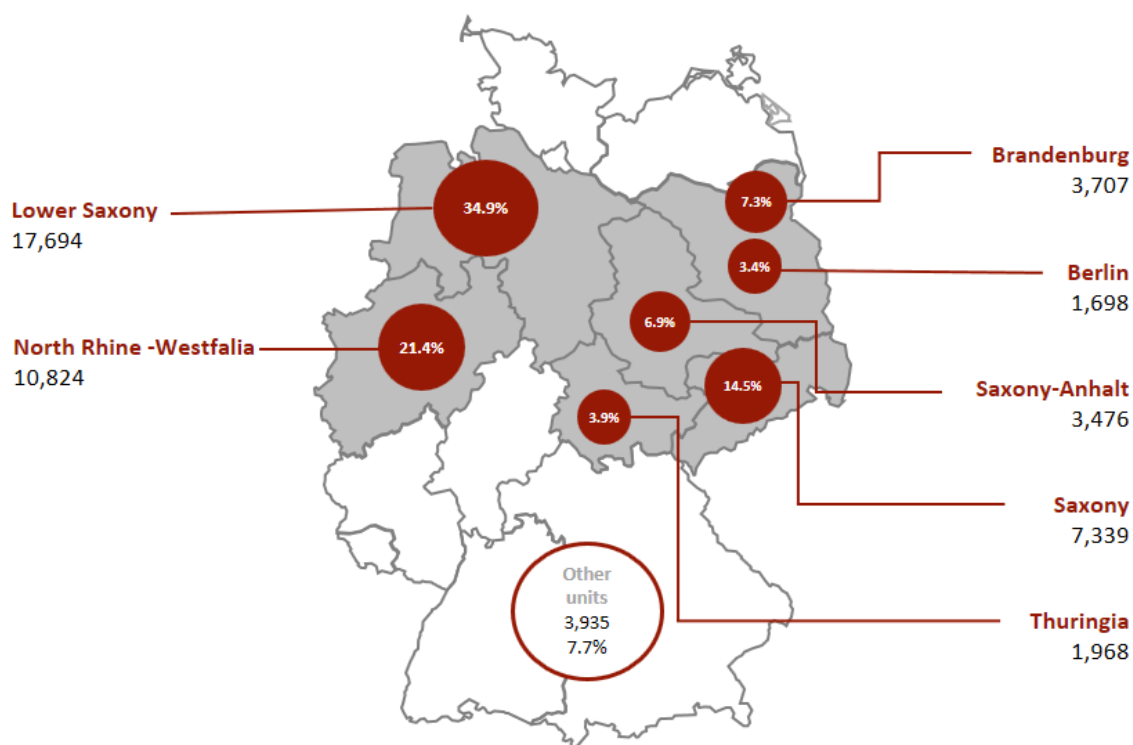 Lower Saxony
17,694
34.9%
North Rhine -Westfalia
10,824
21.4%
Brandenburg
3,707
7.3%
Berlin
1,698
3.4%
Saxony-Anhalt
3,476
6.9%
Saxony
7,339
14.5%
Thuringia
1,968
3.9%
Other
units
3,935
7.7%